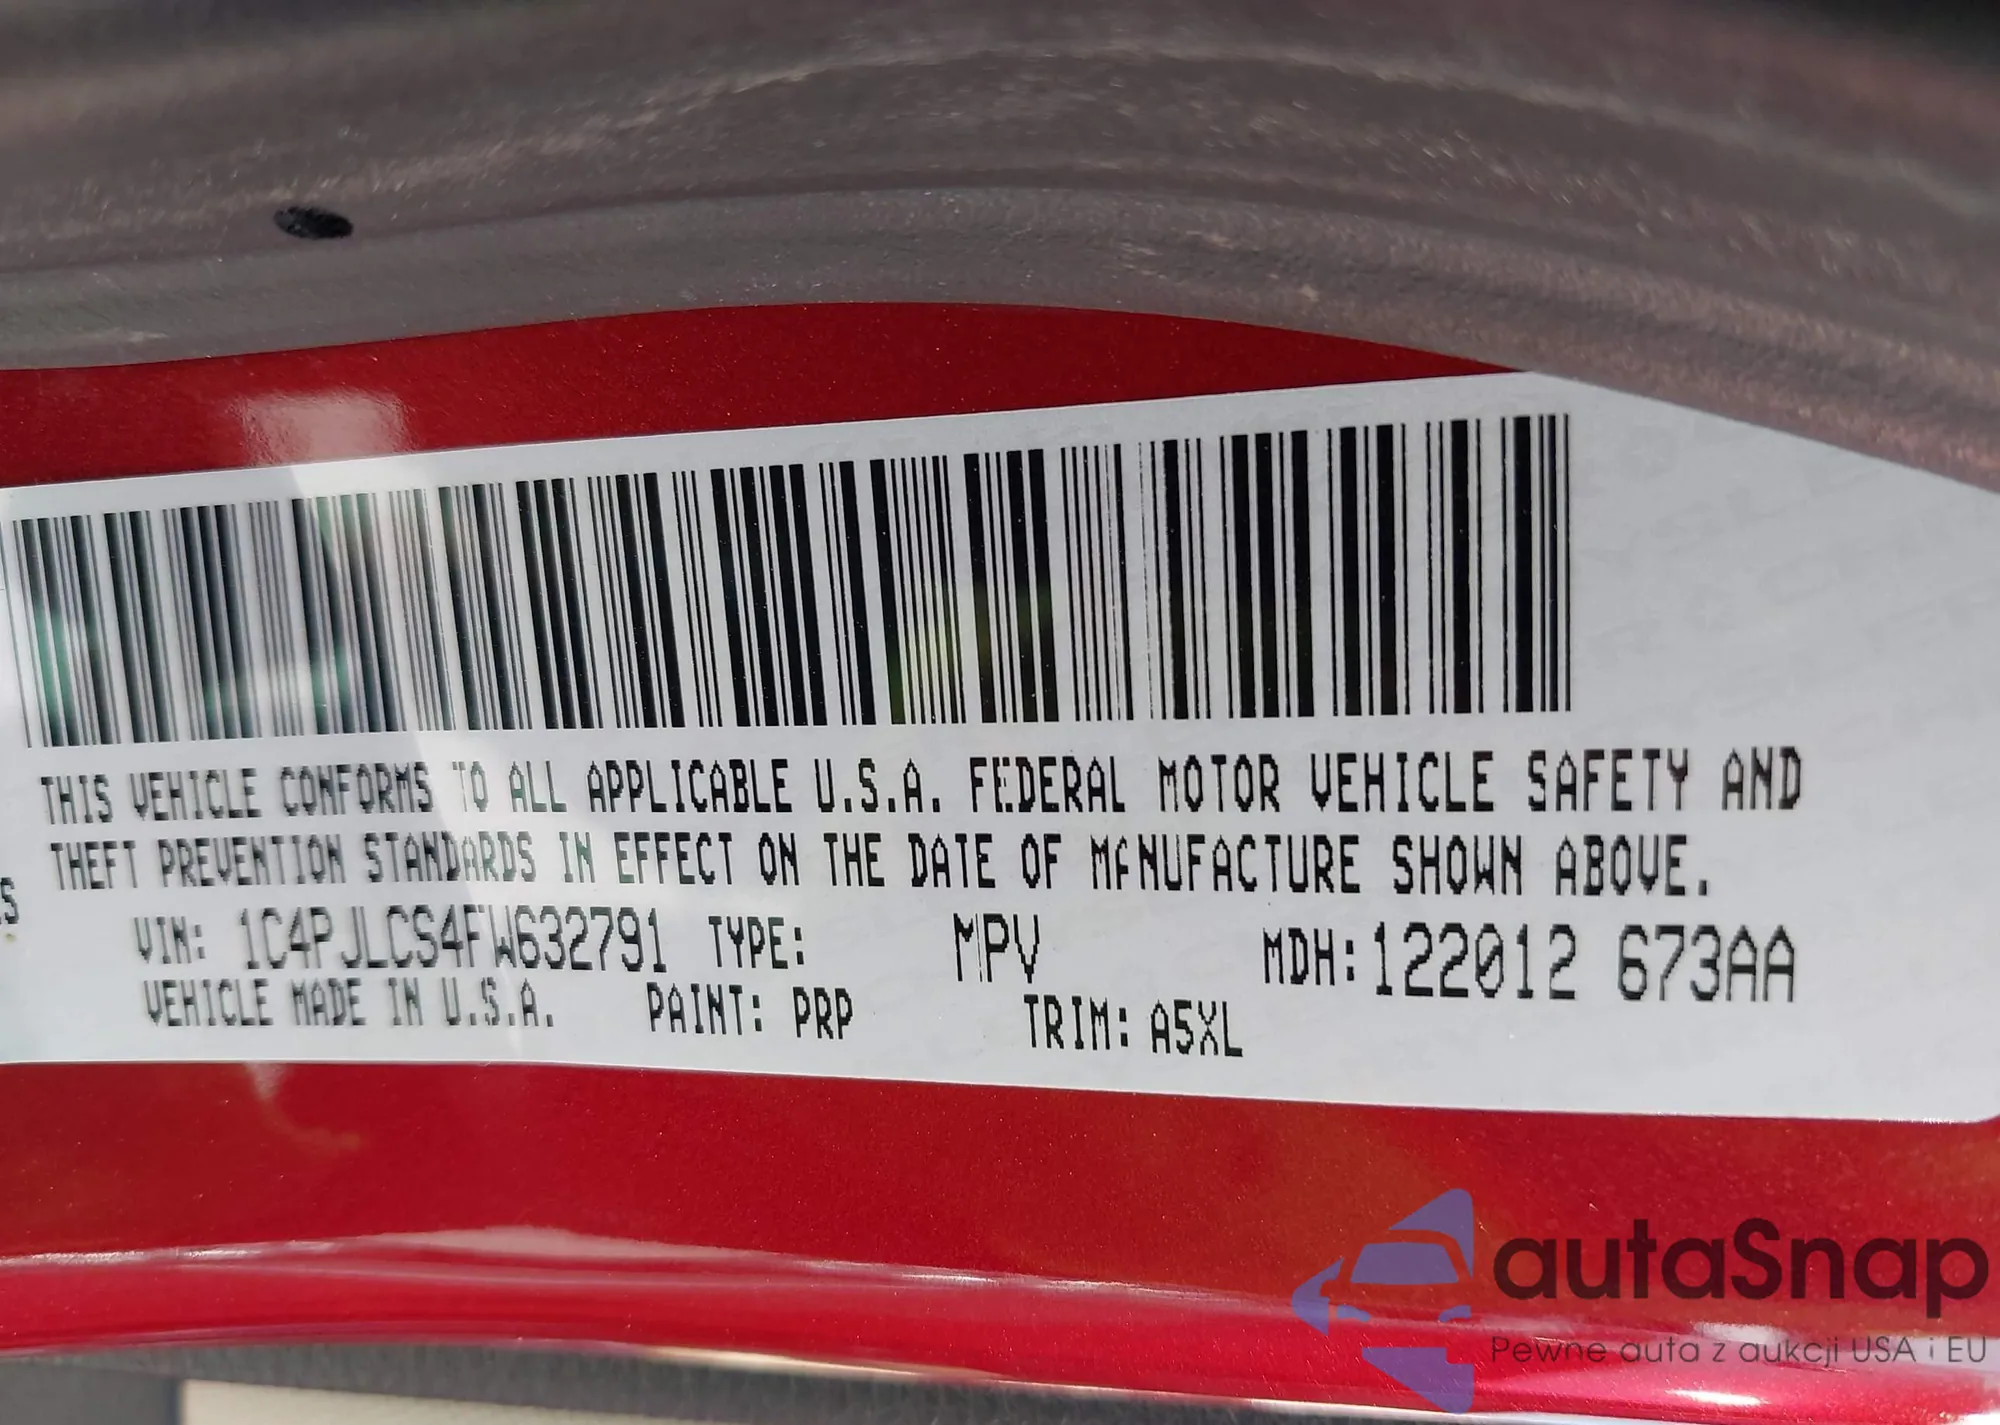 THIS VEHICLE CONFORMS TO ALL APPLICABLE U.S.A. FEDERAL MOTOR VEHICLE SAFETY AND
THEFT PREVENTION STANDARDS IN EFFECT ON THE DATE OF MANUFACTURE SHOWN ABOVE.
VIN: 1C4PJLCS4FW632791 TYPE: MPV MDH:122012 673AA
VEHICLE MADE IN U.S.A. PAINT: PRP TRIM: A5XL
autaSnap
Pewne auta z aukcji USA i EU